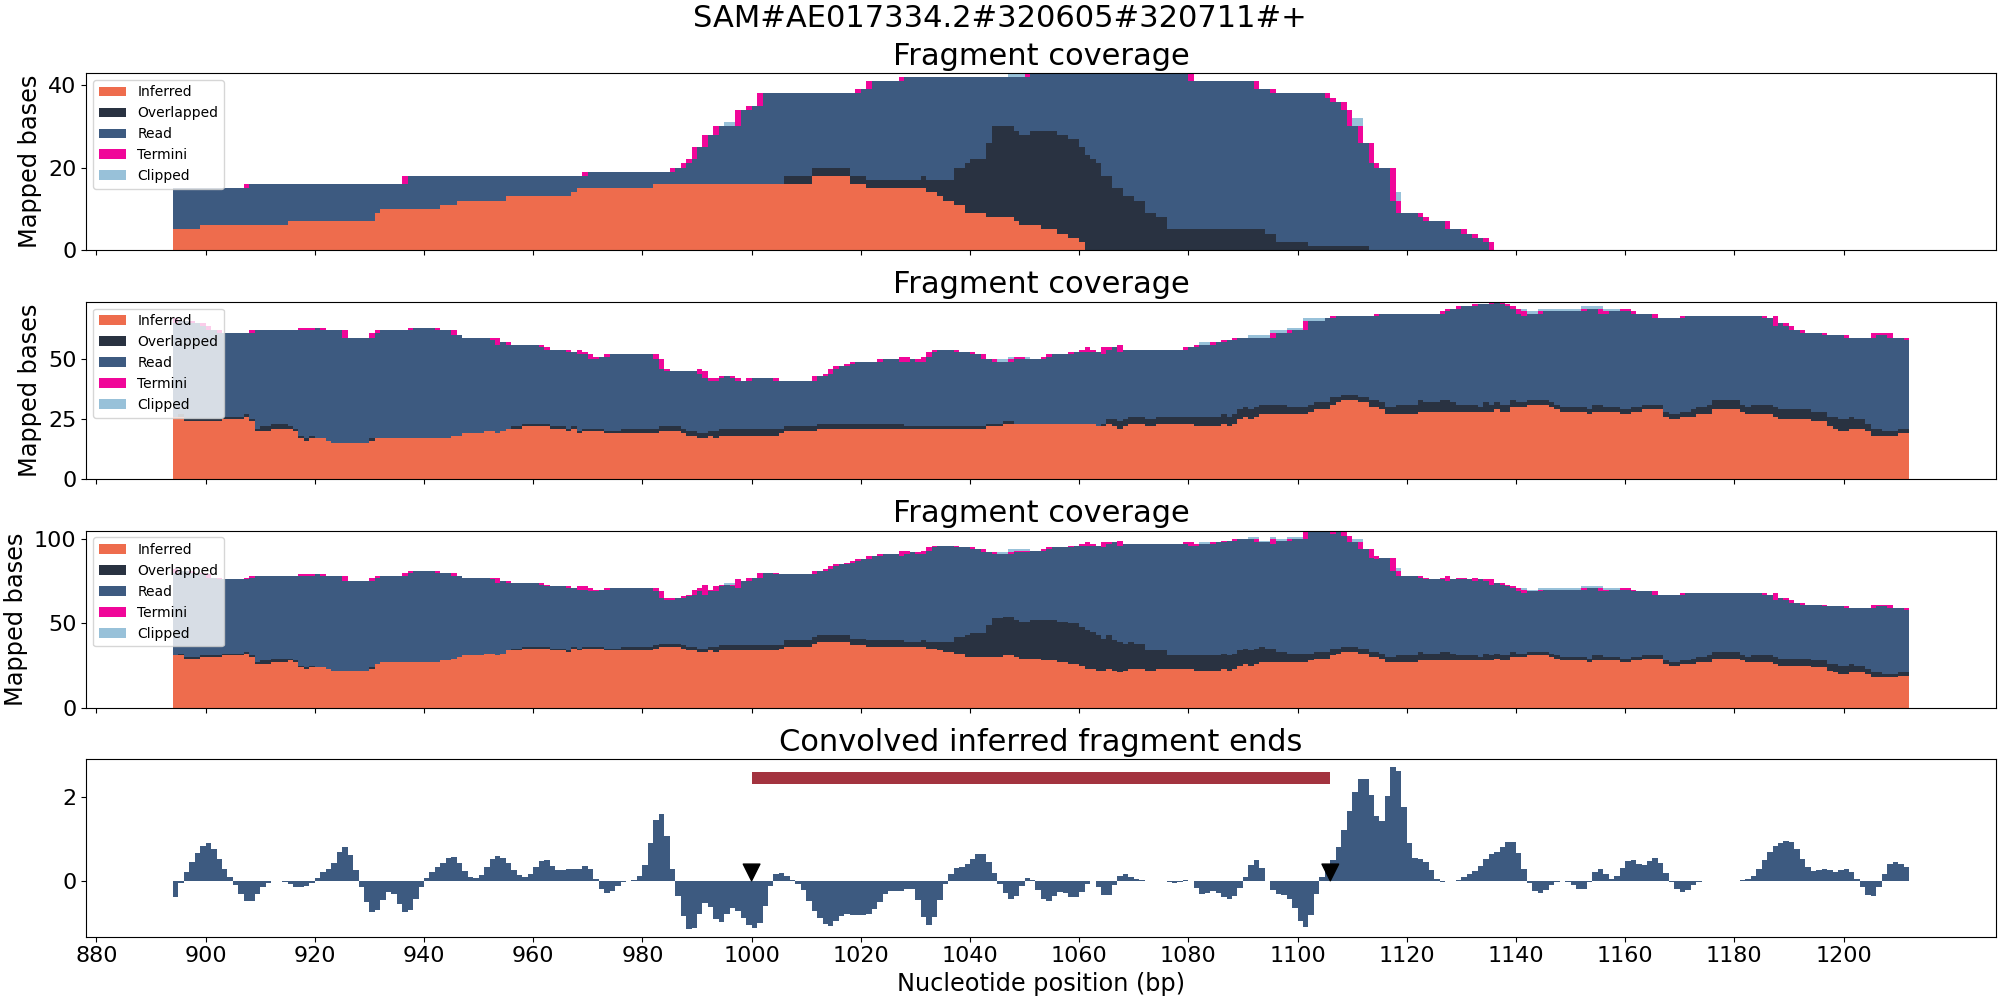 SAM#AE017334.2#320605#320711#+
Fragment coverage
Mapped bases
40
20
0
Inferred
Overlapped
Read
Termini
Clipped
Fragment coverage
Mapped bases
50
25
0
Inferred
Overlapped
Read
Termini
Clipped
Fragment coverage
Mapped bases
100
50
0
Inferred
Overlapped
Read
Termini
Clipped
Convolved inferred fragment ends
2
0
880 900 920 940 960 980 1000 1020 1040 1060 1080 1100 1120 1140 1160 1180 1200
Nucleotide position (bp)